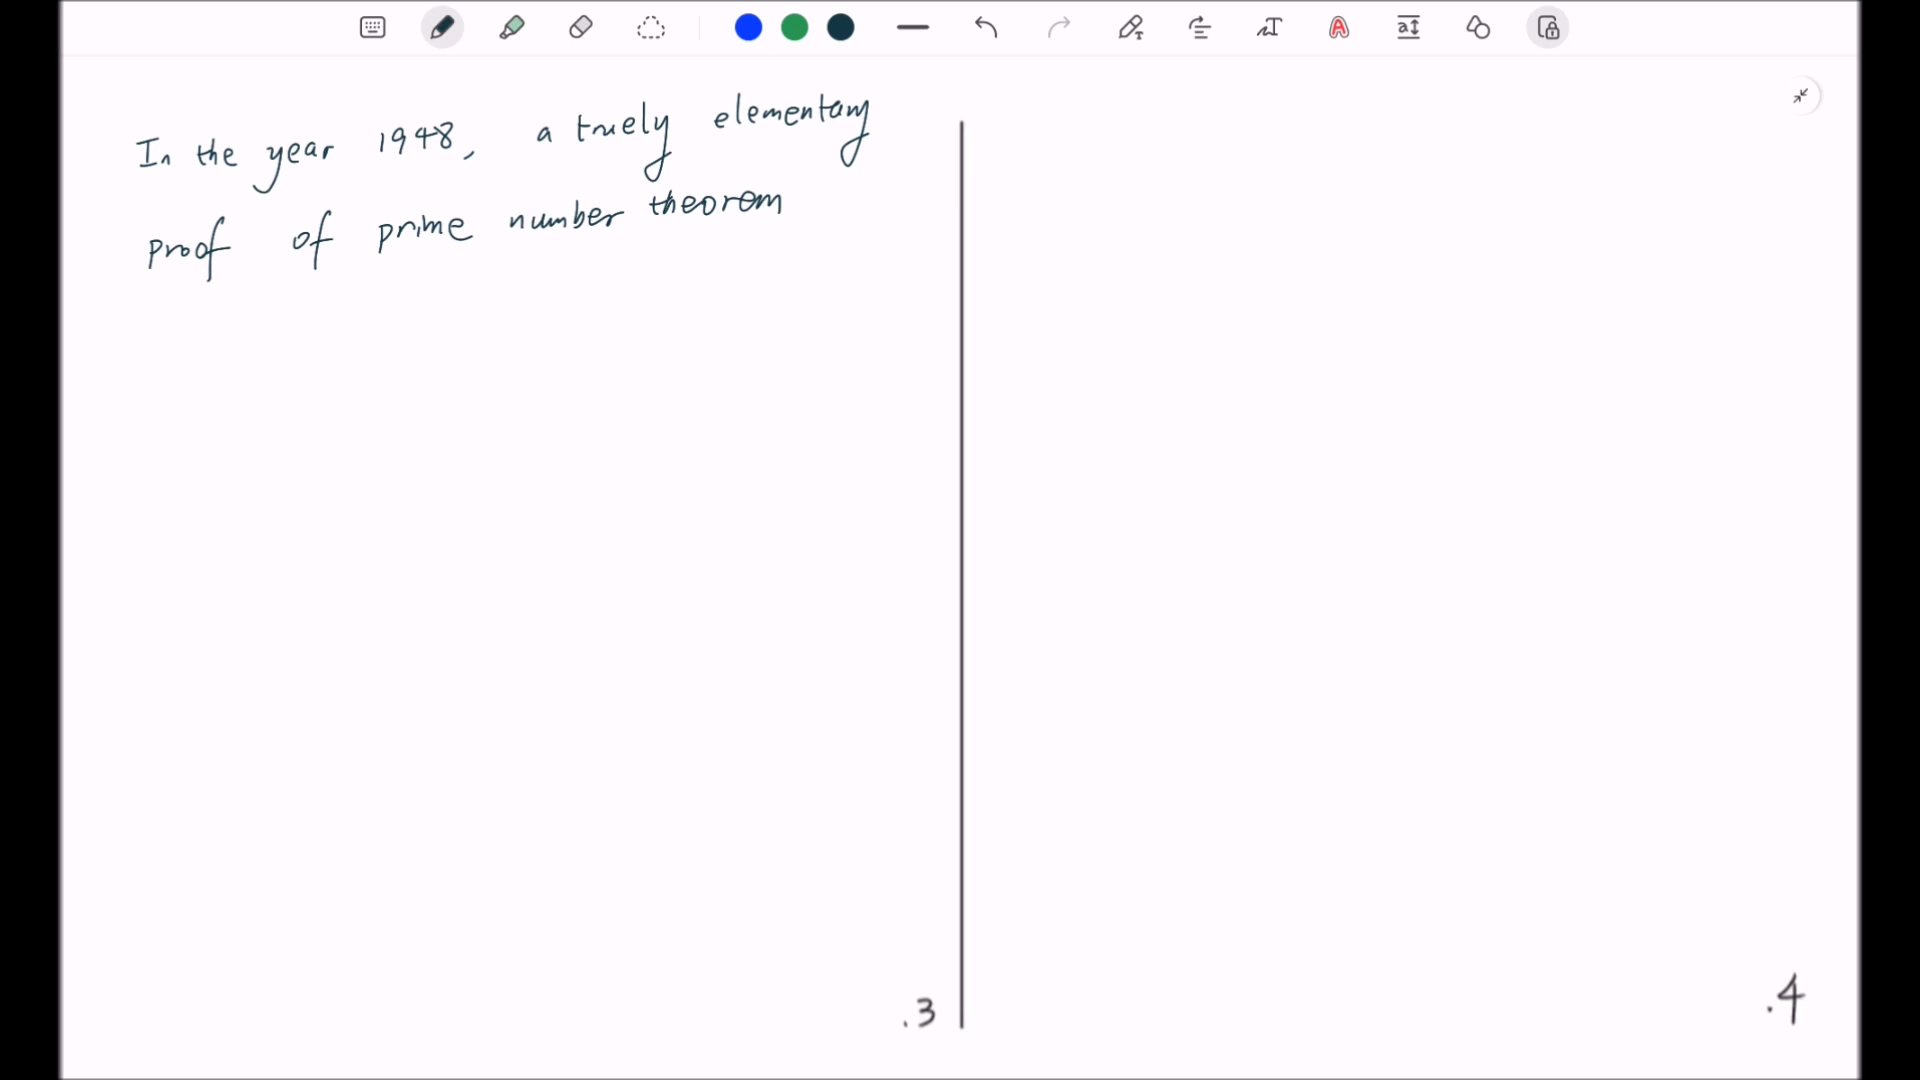 In the year 1948, a truely elementary
proof of prime number theorem
.3
.4